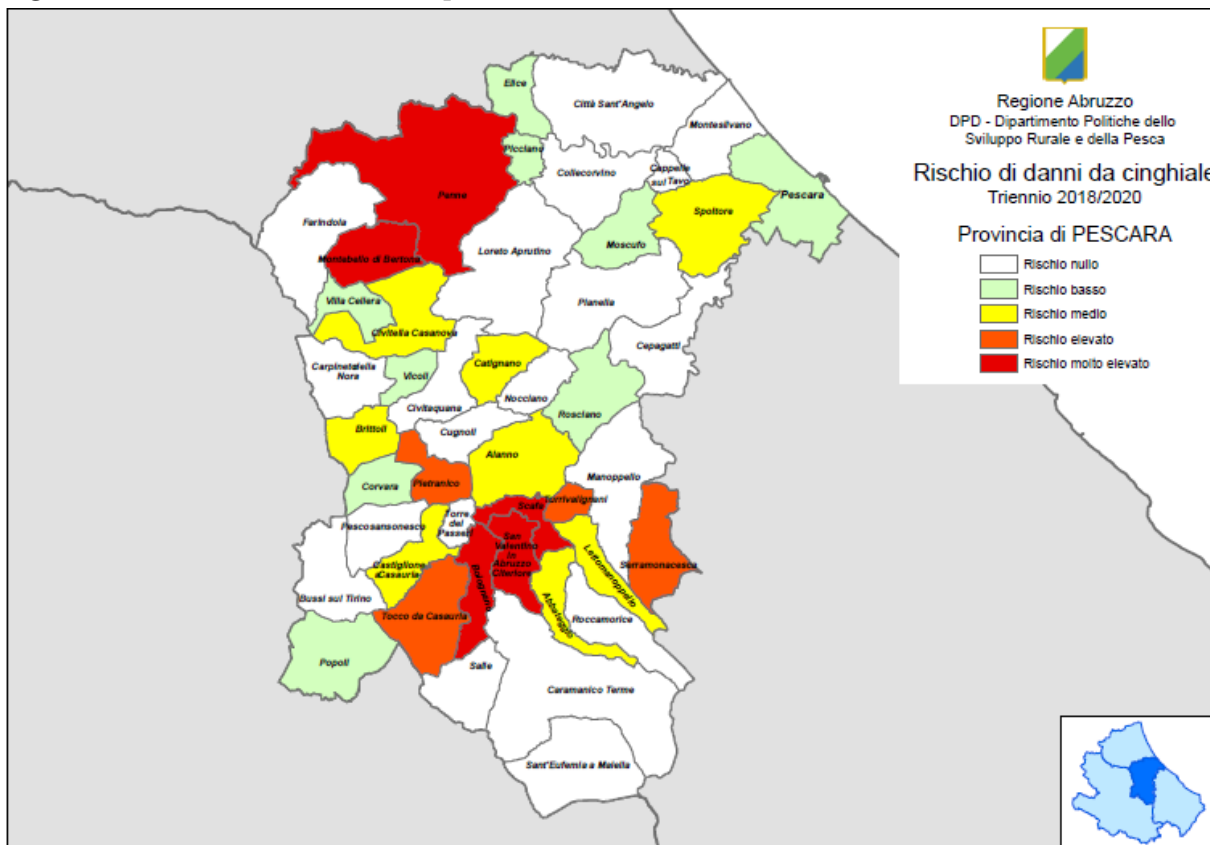 Regione Abruzzo
DPD - Dipartimento Politiche dello
Sviluppo Rurale e della Pesca
Rischio di danni da cinghiale
Triennio 2018/2020
Provincia di PESCARA
Rischio nullo
Rischio basso
Rischio medio
Rischio elevato
Rischio molto elevato
Elice
Città Sant'Angelo
Montesilvano
Picciano
Collecorvino
Cappelle
sul Tavo
Pescara
Penne
Spoltore
Farindola
Moscufo
Loreto Aprutino
Montebello di Bertona
Villa Celiera
Pianella
Civitella Casanova
Cepagatti
Carpineto della
Nora
Vicoli
Catignano
Nocciano
Civitaquana
Rosciano
Brittoli
Cugnoli
Alanno
Manoppello
Corvara
Pietranico
Scafa
Turrivalignani
Pescosansonesco
Torre
dei
Passeri
San
Valentino
in
Abruzzo
Citeriore
Lettomanoppello
Serramonacesca
Castiglione
a Casauria
Bolognano
Bussi sul Tirino
Tocco da Casauria
Abbateggio
Roccamorice
Popoli
Salle
Caramanico Terme
Sant'Eufemia a Maiella